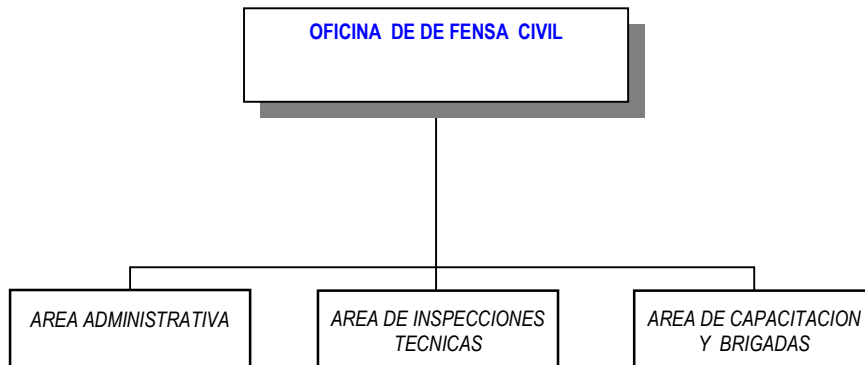 OFICINA DE DE FENSA CIVIL
AREA ADMINISTRATIVA
AREA DE INSPECCIONES
TECNICAS
AREA DE CAPACITACION
Y BRIGADAS